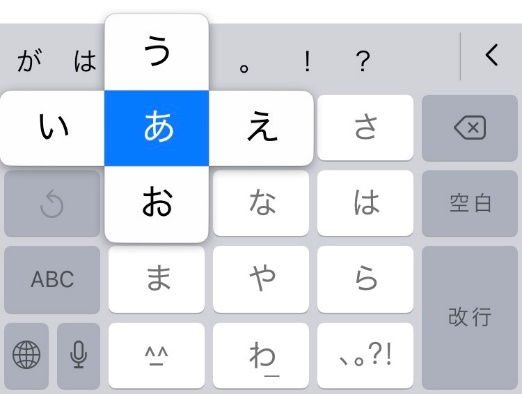 う
が は 。 ! ?
い あ え さ
お な は 空白
ABC ま や ら
改行
^_^ わ_ 、。?!